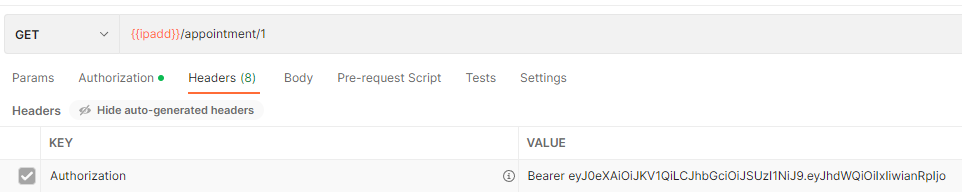 GET {{ipadd}}/appointment/1
Params Authorization Headers (8) Body Pre-request Script Tests Settings
Headers Hide auto-generated headers
KEY VALUE
Authorization Bearer eyJ0eXAiOiJKV1QiLCJhbGciOiJSUzI1NiJ9.eyJhdWQiOiIxIiwianRpIjo